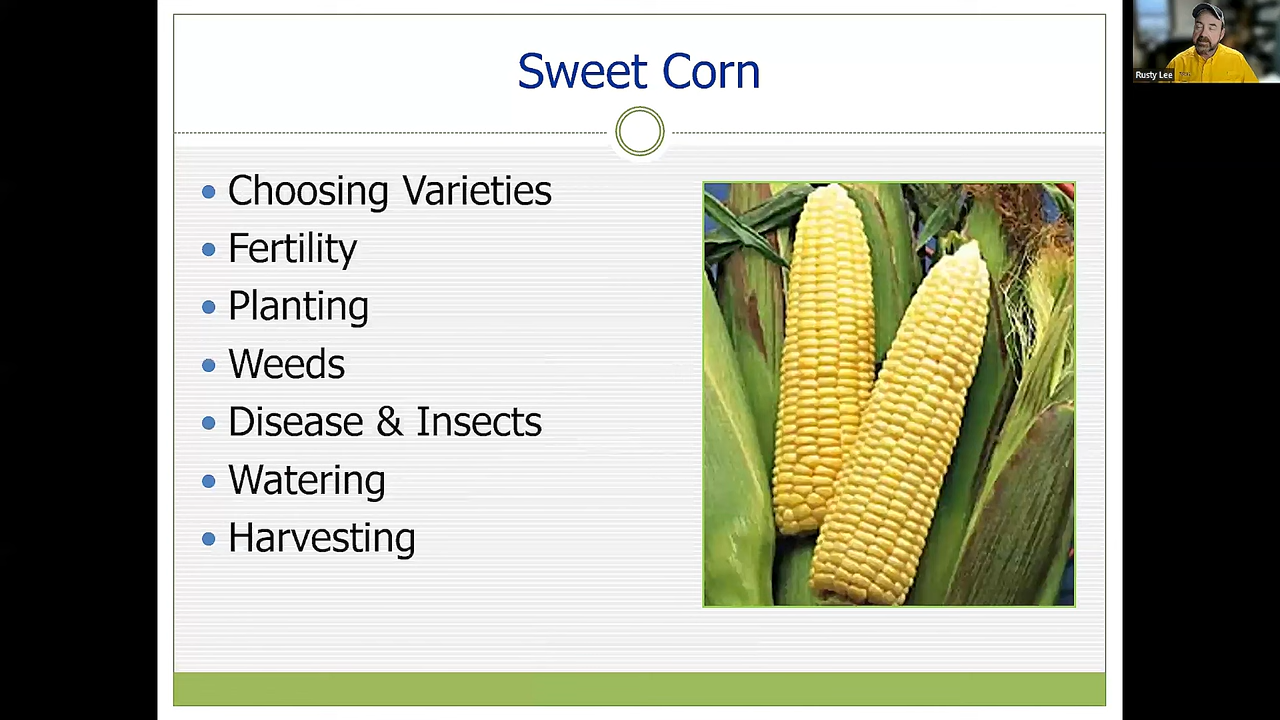 Sweet Corn
Choosing Varieties
Fertility
Planting
Weeds
Disease & Insects
Watering
Harvesting
Rusty Lee